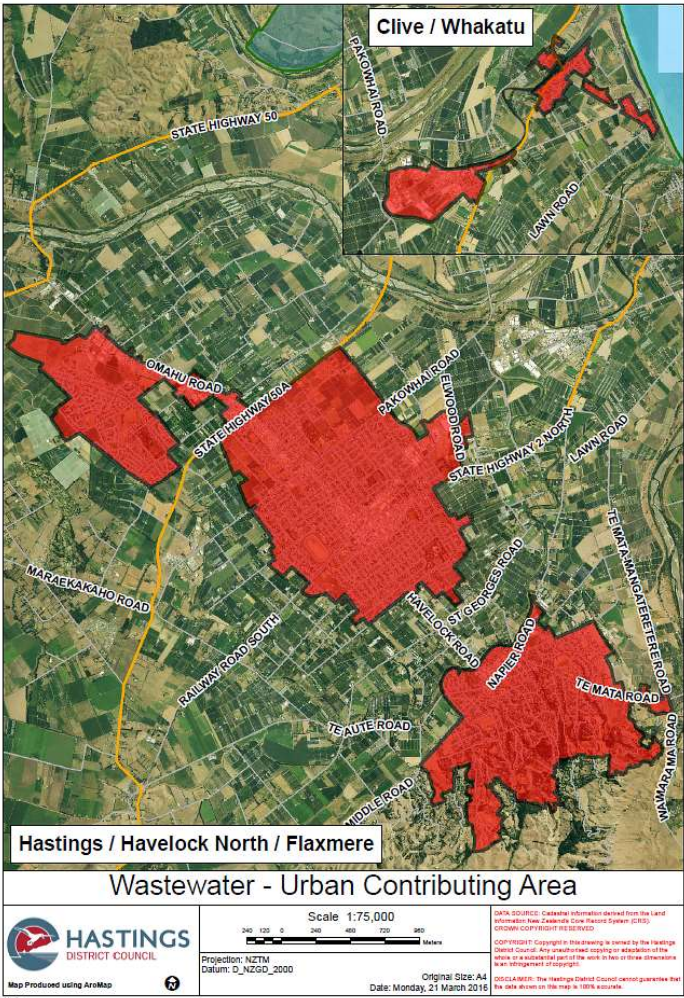 Clive / Whakatu
PAKOWHAI ROAD
LAWN ROAD
STATE HIGHWAY 50
OMAHU ROAD
STATE HIGHWAY 50A
PAKOWHAI ROAD
ELWOOD ROAD
STATE HIGHWAY 2 NORTH
LAWN ROAD
TE MATA-MANGATERETERE ROAD
MARAEKAKAHO ROAD
RAILWAY ROAD SOUTH
HAVELOCK ROAD
ST GEORGES ROAD
NAPIER ROAD
TE MATA ROAD
TE AUTE ROAD
WAIMARAMA ROAD
MIDDLE ROAD
Hastings / Havelock North / Flaxmere
Wastewater - Urban Contributing Area
HASTINGS
DISTRICT COUNCIL
Map Produced using AroMap
Scale 1:75,000
240 120 0 240 480 720 960
Meters
Projection: NZTM
Datum: D_NZGD_2000
Original Size: A4
Date: Monday, 21 March 2016
DATA SOURCE: Cadastral information derived from the Land
Information New Zealand's Core Record System (CRS)
CROWN COPYRIGHT RESERVED
COPYRIGHT: Copyright in this drawing is owned by the Hastings
District Council. Any unauthorised copying or adaptation of the
whole or a substantial part of the work in two or three dimensions
is an infringement of copyright.
DISCLAIMER: The Hastings District Council cannot guarantee that
the data shown on this map is 100% accurate.